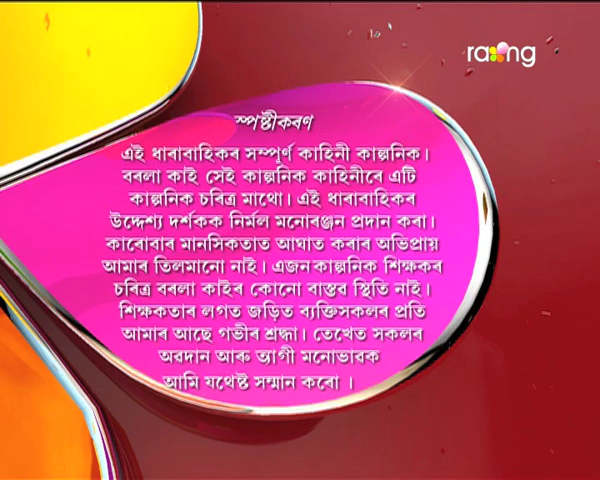 rang
স্পষ্টীকৰণ
এই ধাৰাবাহিকৰ সম্পূৰ্ণ কাহিনী কাল্পনিক।
বৰলা কাই সেই কাল্পনিক কাহিনীৰে এটি
কাল্পনিক চৰিত্ৰ মাথো। এই ধাৰাবাহিকৰ
উদ্দেশ্য দৰ্শকক নিৰ্মল মনোৰঞ্জন প্ৰদান কৰা।
কাৰোবাৰ মানসিকতাত আঘাত কৰাৰ অভিপ্ৰায়
আমাৰ তিলমানো নাই। এজন কাল্পনিক শিক্ষকৰ
চৰিত্ৰ বৰলা কাইৰ কোনো বাস্তৱ স্থিতি নাই।
শিক্ষকতাৰ লগত জড়িত ব্যক্তিসকলৰ প্ৰতি
আমাৰ আছে গভীৰ শ্ৰদ্ধা। তেখেত সকলৰ
অৱদান আৰু ত্যাগী মনোভাৱক
আমি যথেষ্ট সন্মান কৰো ।